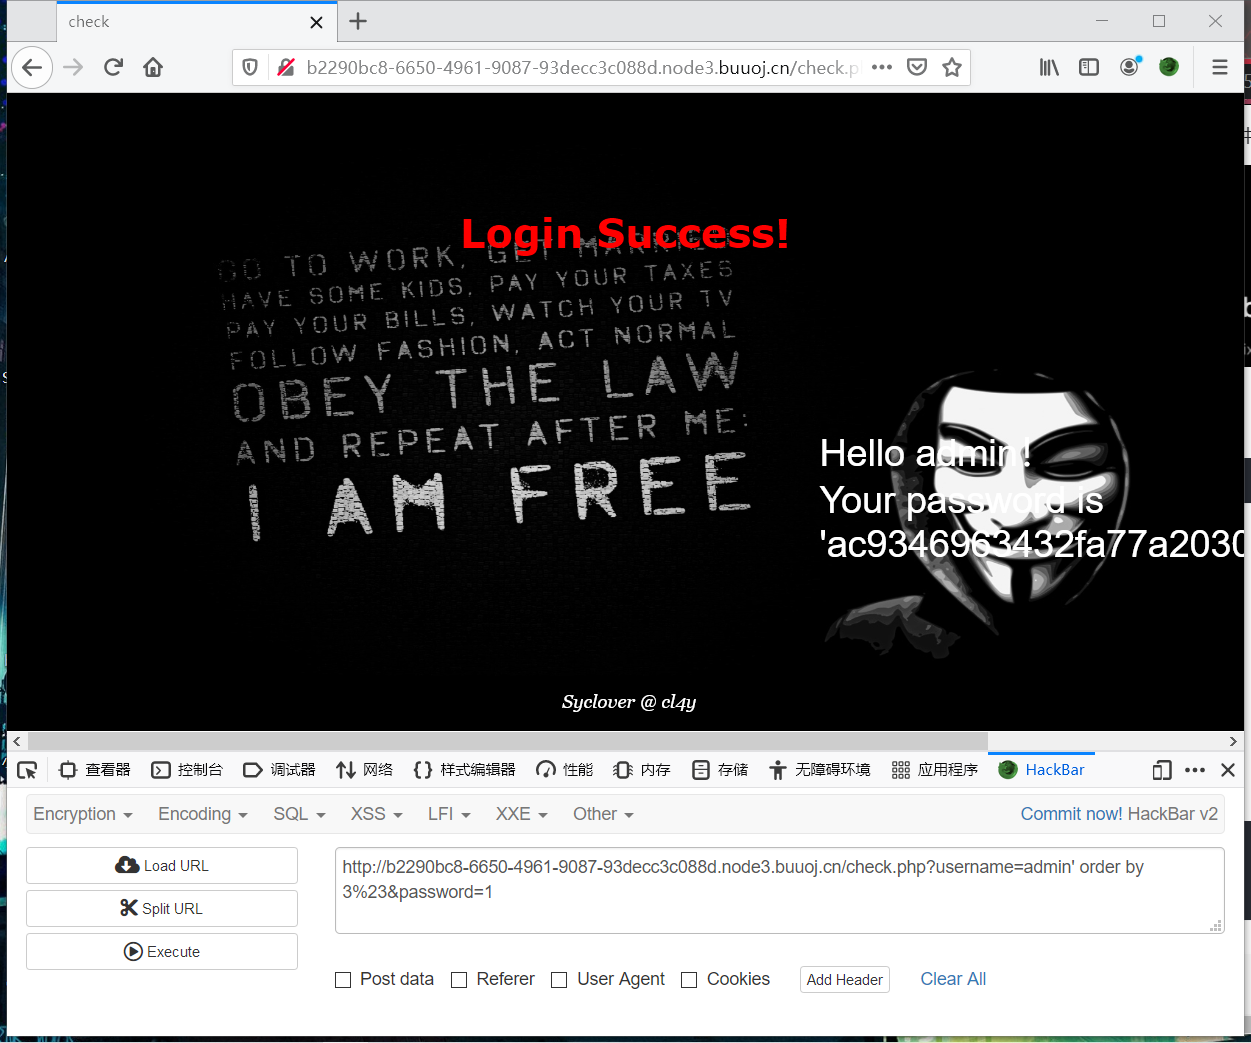 check
b2290bc8-6650-4961-9087-93decc3c088d.node3.buuoj.cn/check.p
Login Success!
GO TO WORK, GET MARRIED
HAVE SOME KIDS, PAY YOUR TAXES
PAY YOUR BILLS, WATCH YOUR TV
FOLLOW FASHION, ACT NORMAL
OBEY THE LAW
AND REPEAT AFTER ME:
I AM FREE
Hello admin!
Your password is
'ac9346963432fa77a2030
Syclover @ cl4y
查看器 控制台 调试器 网络 {} 样式编辑器 性能 内存 存储 无障碍环境 应用程序 HackBar
Encryption Encoding SQL XSS LFI XXE Other Commit now! HackBar v2
Load URL
Split URL
Execute
http://b2290bc8-6650-4961-9087-93decc3c088d.node3.buuoj.cn/check.php?username=admin' order by
3%23&password=1
Post data Referer User Agent Cookies Add Header Clear All